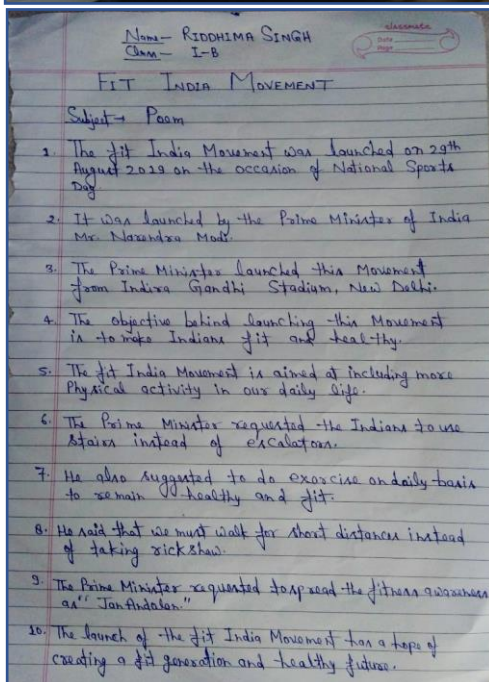 classmate
Date
Page
Name - RIDDHIMA SINGH
Class - I-B
FIT INDIA MOVEMENT
Subject → Poem
1. The fit India Movement was launched on 29th
August 2019 on the occasion of National Sports
Day.
2. It was launched by the Prime Minister of India
Mr. Narendra Modi.
3. The Prime Minister launched this Movement
from Indira Gandhi Stadium, New Delhi.
4. The objective behind launching this Movement
is to make Indians fit and healthy.
5. The fit India Movement is aimed at including more
Physical activity in our daily life.
6. The Prime Minister requested the Indians to use
stairs instead of escalators.
7. He also suggested to do exercise on daily basis
to remain healthy and fit.
8. He said that we must walk for short distances instead
of taking rickshaw.
9. The Prime Minister requested to spread the fitness awareness
as "Jan Andolan."
10. The launch of the fit India Movement has a hope of
creating a fit generation and healthy future.